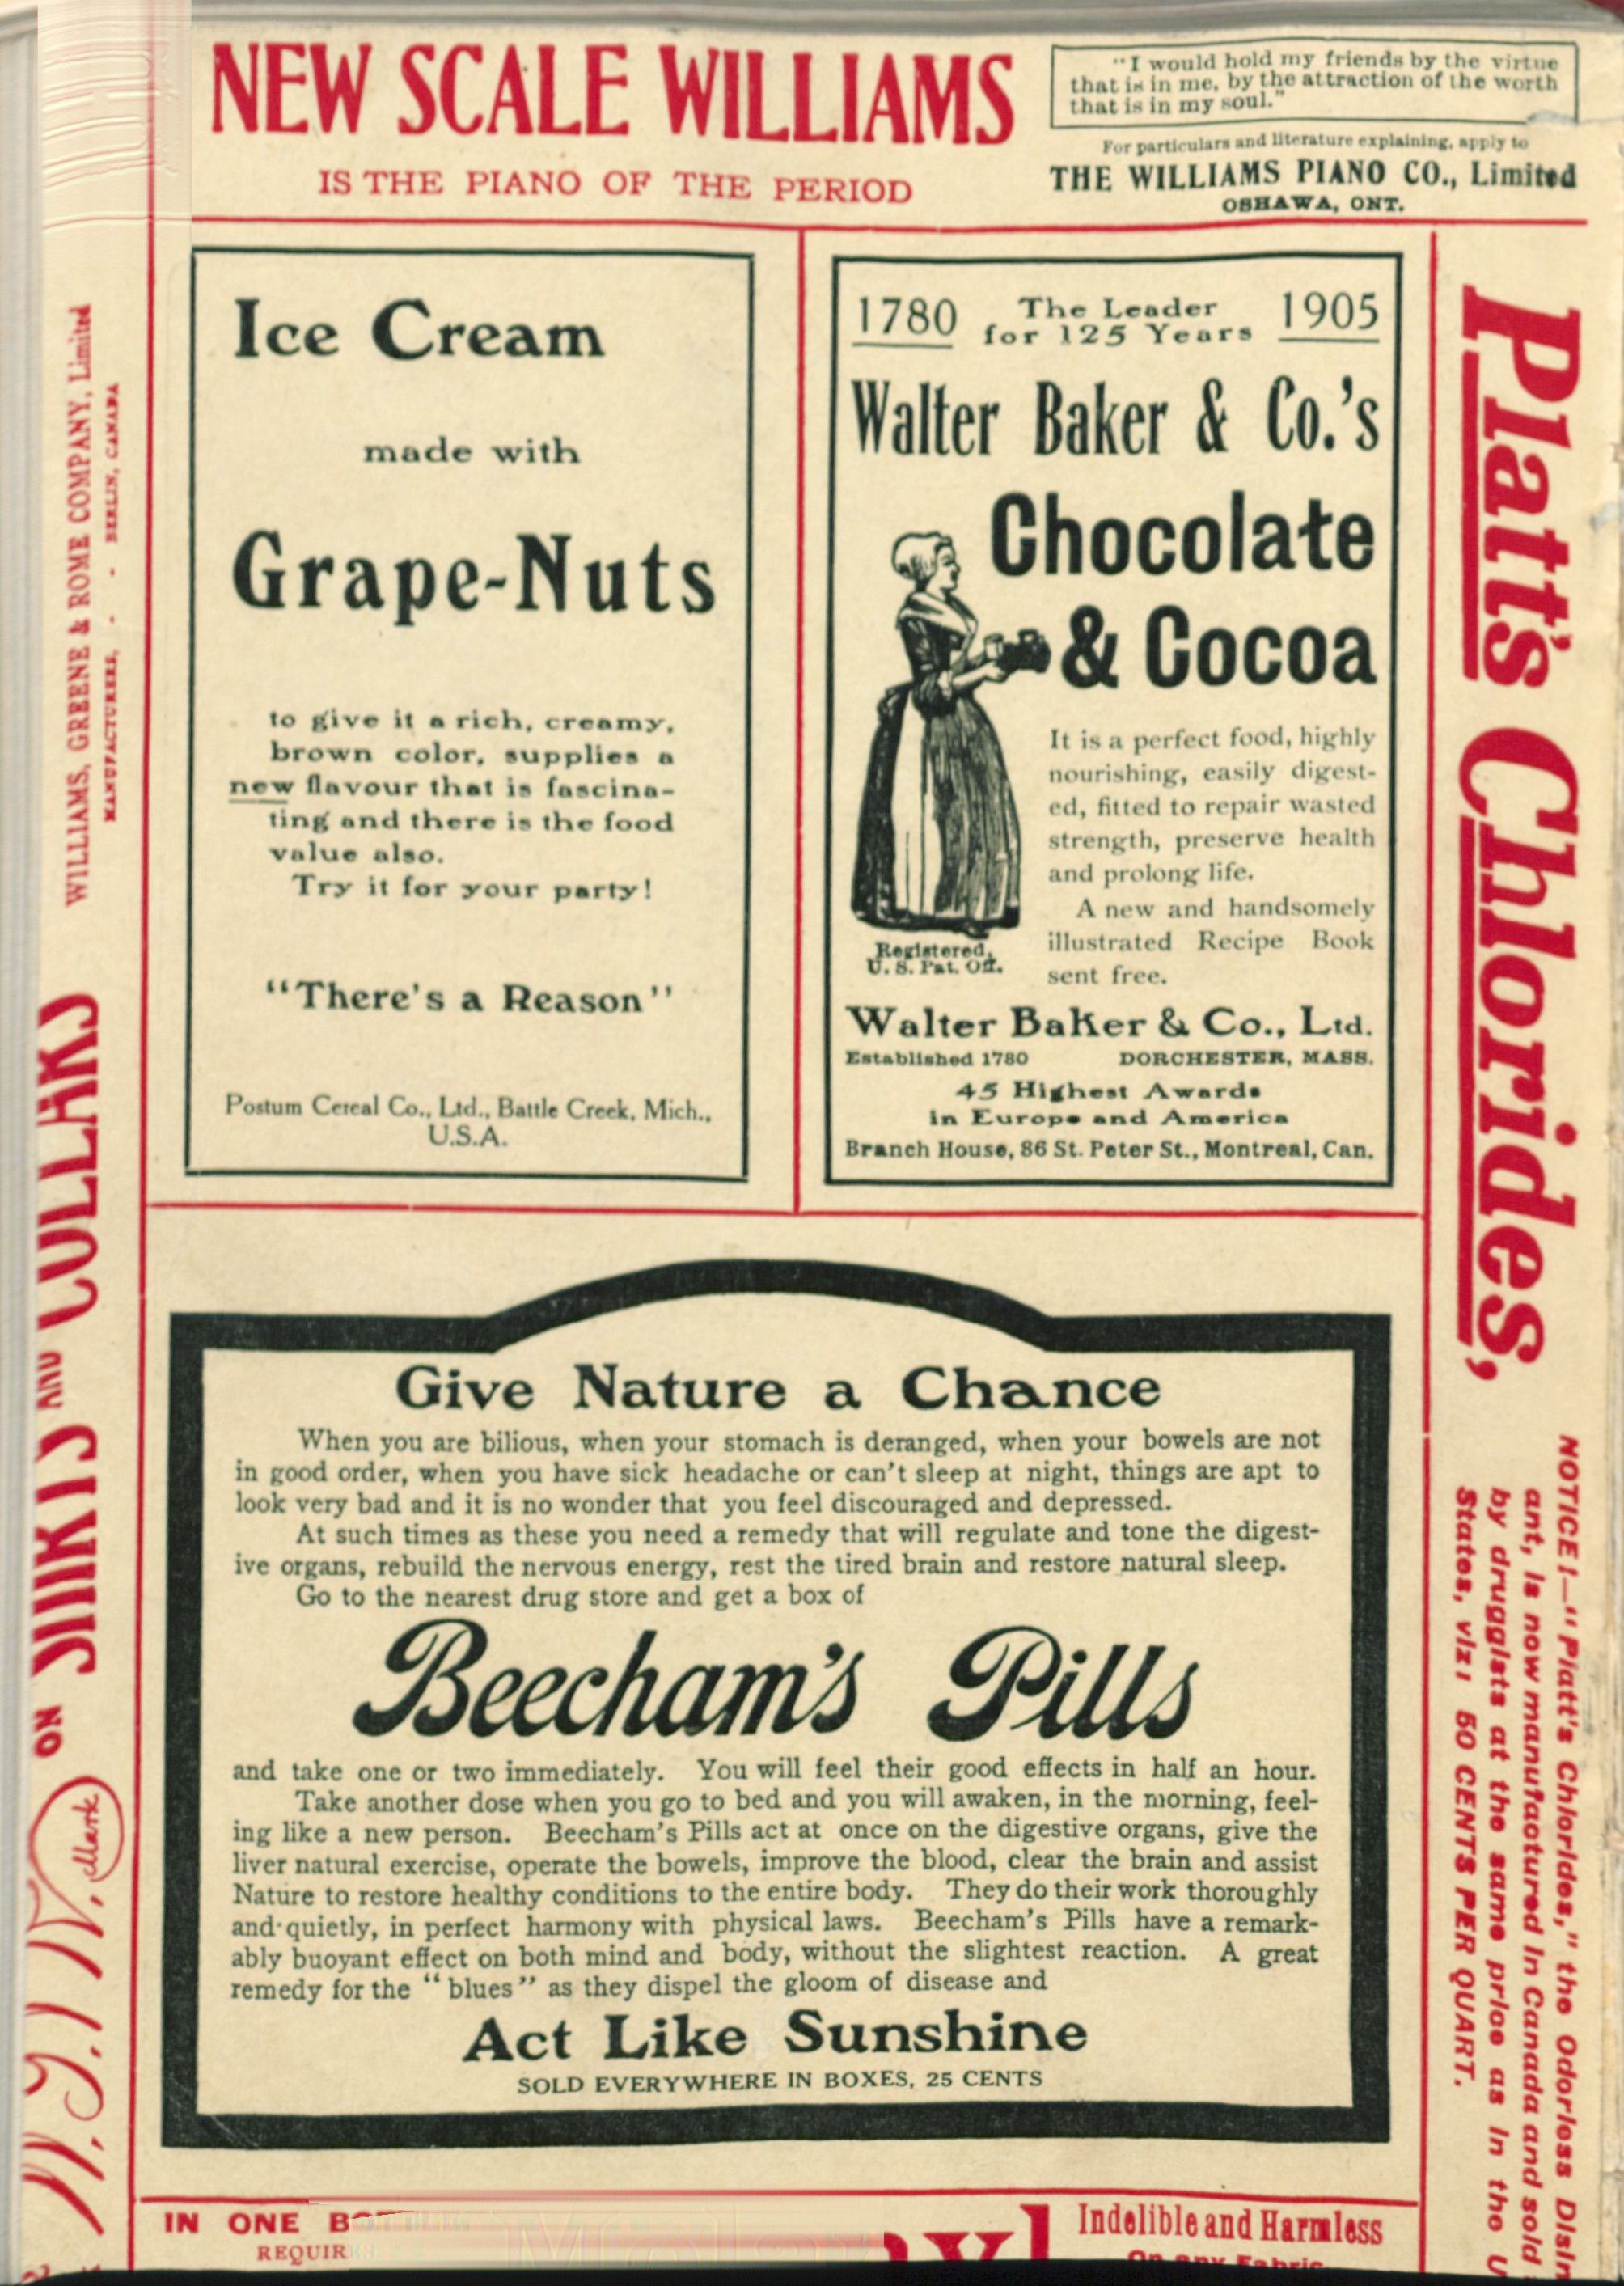 NEW SCALE WILLIAMS
IS THE PIANO OF THE PERIOD
"I would hold my friends by the virtue
that is in me, by the attraction of the worth
that is in my soul."
For particulars and literature explaining, apply to
THE WILLIAMS PIANO CO., Limited
OSHAWA, ONT.
Ice Cream
made with
Grape-Nuts
to give it a rich, creamy,
brown color, supplies a
new flavour that is fascina-
ting and there is the food
value also.
Try it for your party!
"There's a Reason"
Postum Cereal Co., Ltd., Battle Creek, Mich.,
U.S.A.
1780 The Leader 1905
for 125 Years
Walter Baker & Co.'s
Chocolate
& Cocoa
It is a perfect food, highly
nourishing, easily digest-
ed, fitted to repair wasted
strength, preserve health
and prolong life.
A new and handsomely
illustrated Recipe Book
sent free.
Registered,
U. S. Pat. Off.
Walter Baker & Co., Ltd.
Established 1780 DORCHESTER, MASS.
45 Highest Awards
in Europe and America
Branch House, 86 St. Peter St., Montreal, Can.
Give Nature a Chance
When you are bilious, when your stomach is deranged, when your bowels are not
in good order, when you have sick headache or can't sleep at night, things are apt to
look very bad and it is no wonder that you feel discouraged and depressed.
At such times as these you need a remedy that will regulate and tone the digest-
ive organs, rebuild the nervous energy, rest the tired brain and restore natural sleep.
Go to the nearest drug store and get a box of
Beecham's Pills
and take one or two immediately. You will feel their good effects in half an hour.
Take another dose when you go to bed and you will awaken, in the morning, feel-
ing like a new person. Beecham's Pills act at once on the digestive organs, give the
liver natural exercise, operate the bowels, improve the blood, clear the brain and assist
Nature to restore healthy conditions to the entire body. They do their work thoroughly
and quietly, in perfect harmony with physical laws. Beecham's Pills have a remark-
ably buoyant effect on both mind and body, without the slightest reaction. A great
remedy for the "blues" as they dispel the gloom of disease and
Act Like Sunshine
SOLD EVERYWHERE IN BOXES, 25 CENTS
Platt's Chlorides,
NOTICE!—"Platt's Chlorides," the Odorless Disin
ant, is now manufactured in Canada and sold
by druggists at the same price as in the U
States, viz: 50 CENTS PER QUART.
Mark ON SHIRTS AND COLLARS
WILLIAMS, GREENE & ROME COMPANY, Limited
MANUFACTURERS, - - BERLIN, CANADA
IN ONE
REQUIR
Indelible and Harmless
On any Fabric